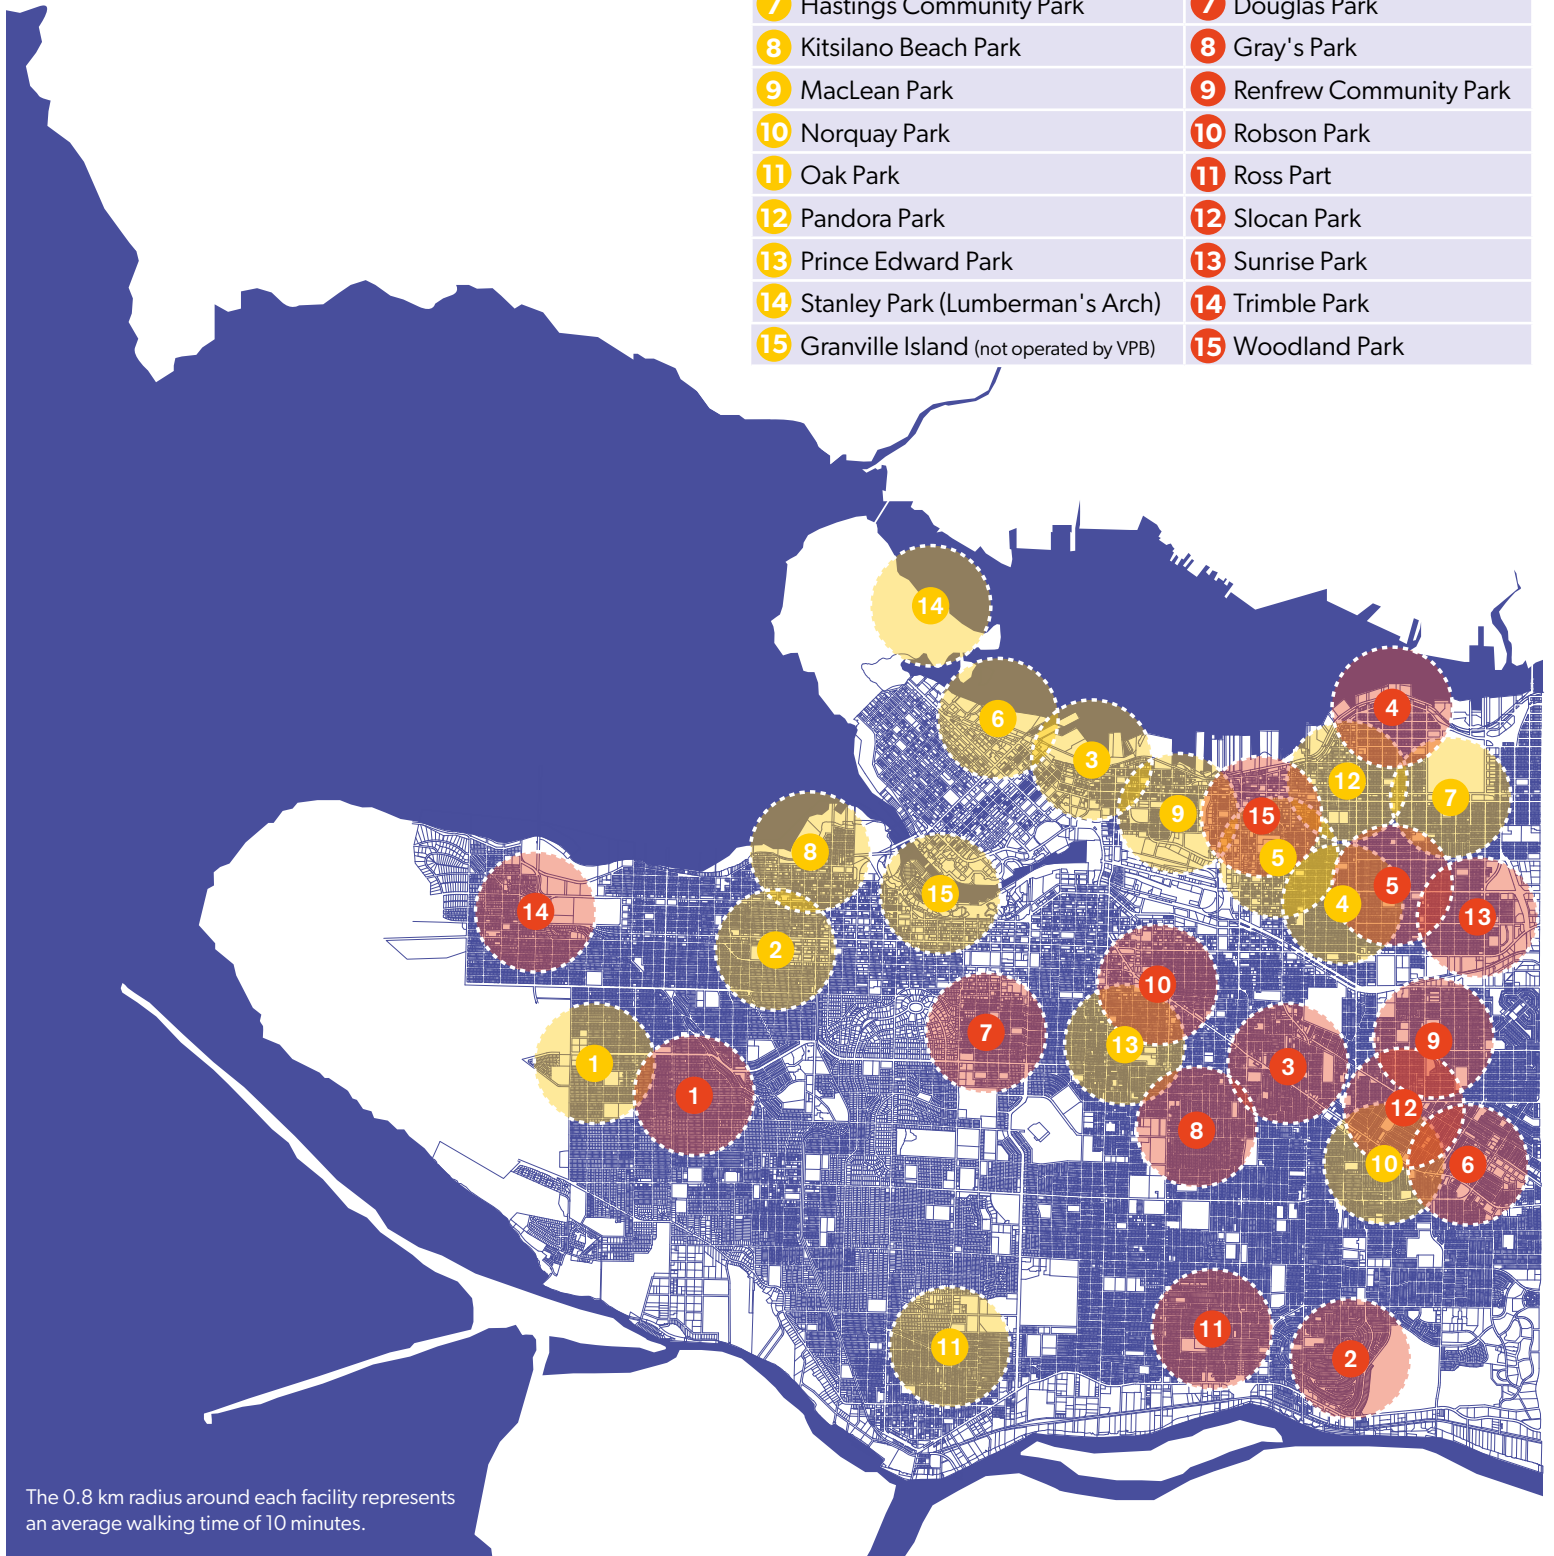 7 Hastings Community Park 7 Douglas Park
8 Kitsilano Beach Park 8 Gray's Park
9 MacLean Park 9 Renfrew Community Park
10 Norquay Park 10 Robson Park
11 Oak Park 11 Ross Part
12 Pandora Park 12 Slocan Park
13 Prince Edward Park 13 Sunrise Park
14 Stanley Park (Lumberman's Arch) 14 Trimble Park
15 Granville Island (not operated by VPB) 15 Woodland Park
14
6
4
3
12
7
9
15
8
5
5
15
4
14
13
2
10
7
9
13
1
3
1
12
8
10
6
11
11
2
The 0.8 km radius around each facility represents
an average walking time of 10 minutes.